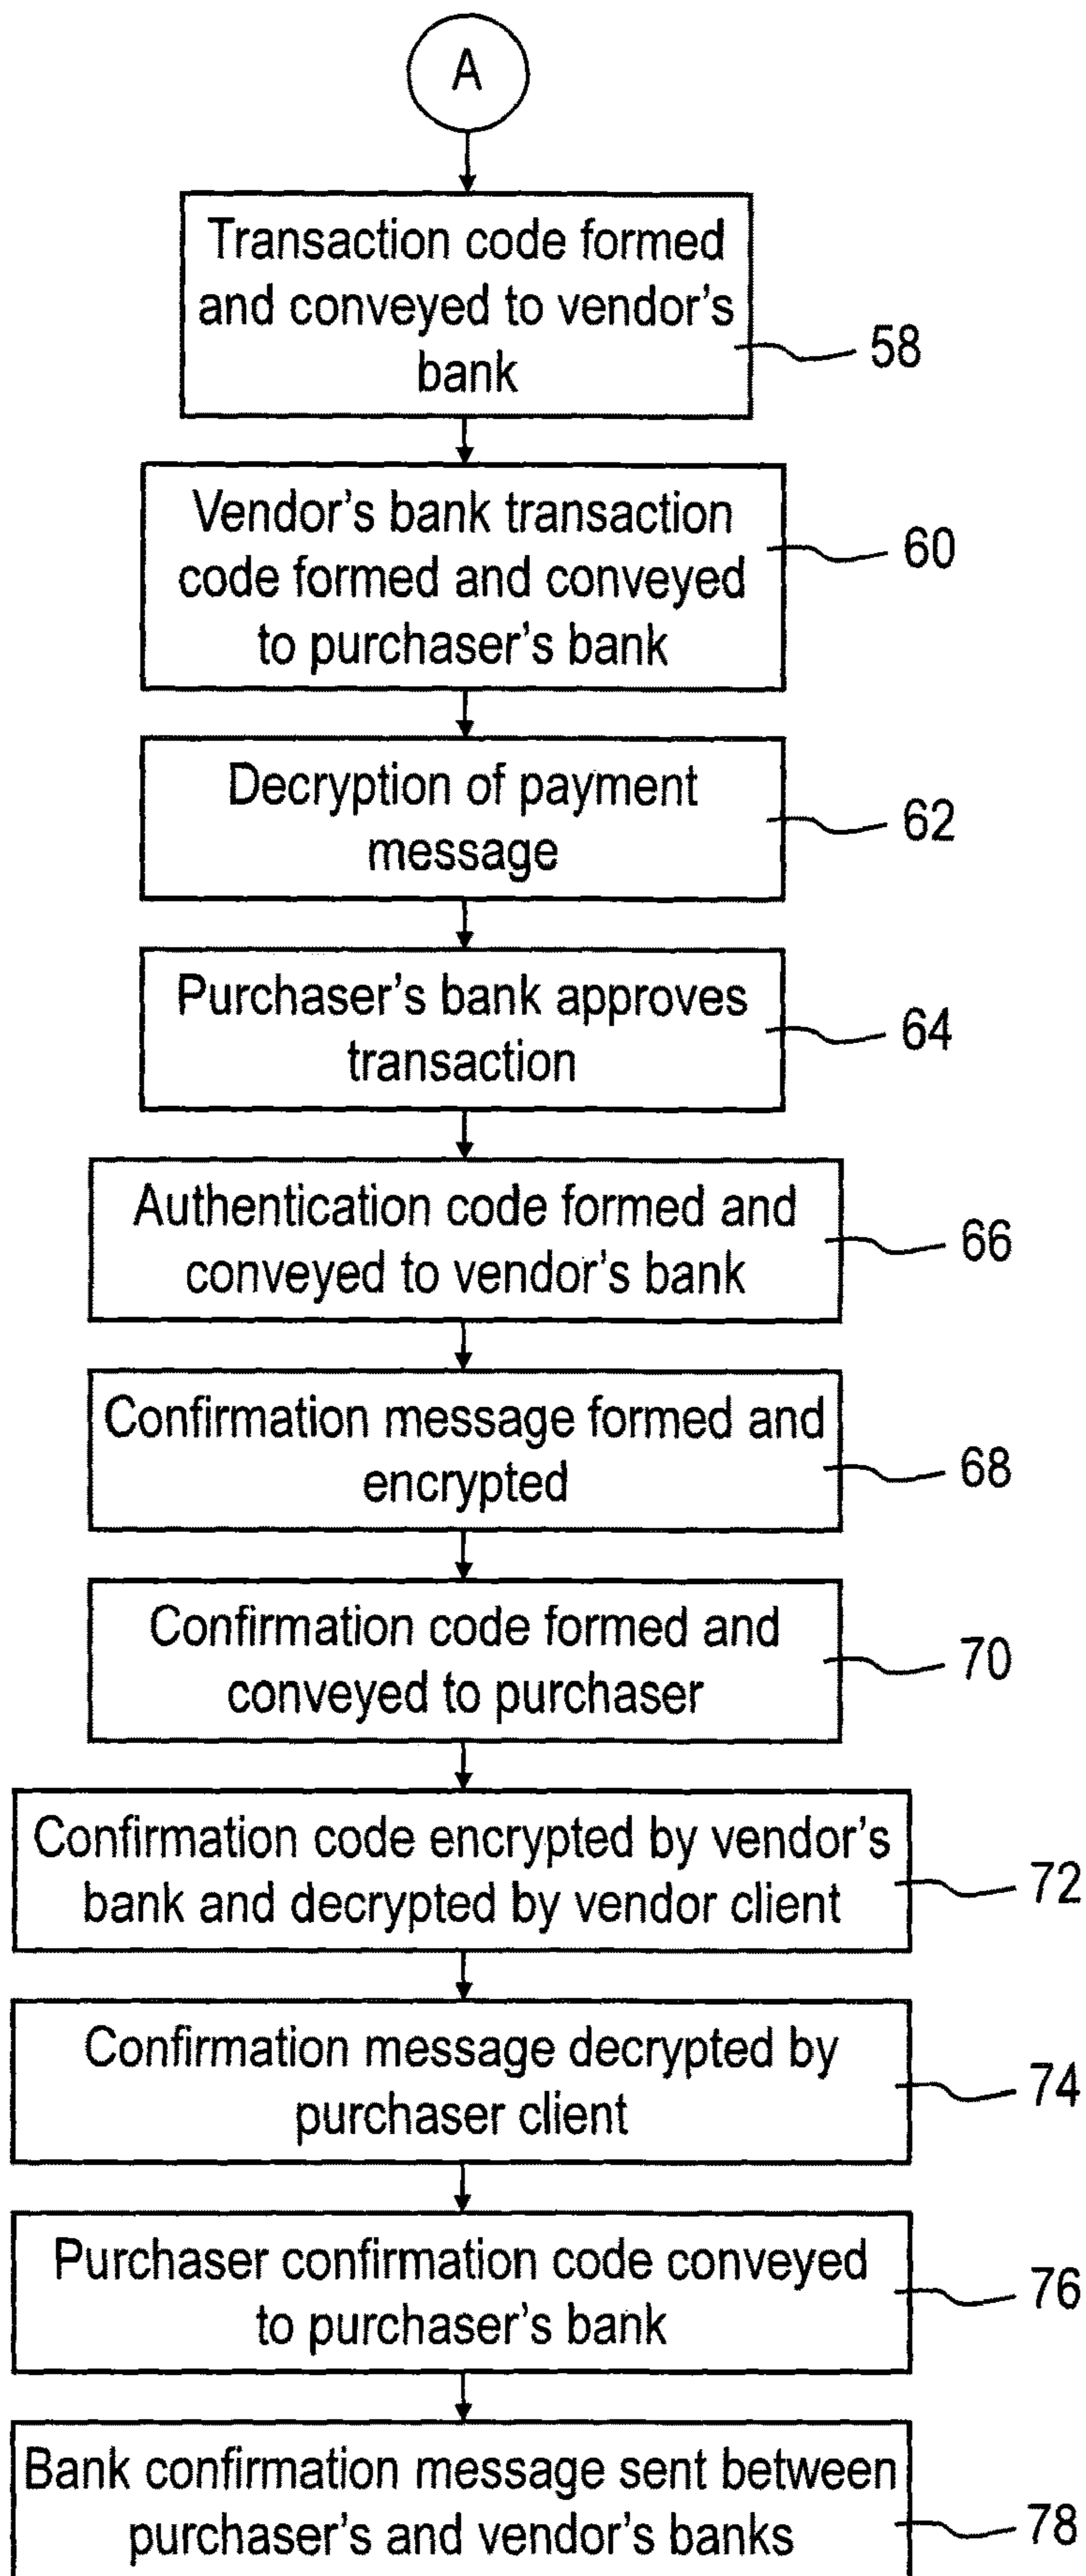 A
Transaction code formed
and conveyed to vendor's
bank
58
Vendor's bank transaction
code formed and conveyed
to purchaser's bank
60
Decryption of payment
message
62
Purchaser's bank approves
transaction
64
Authentication code formed and
conveyed to vendor's bank
66
Confirmation message formed and
encrypted
68
Confirmation code formed and
conveyed to purchaser
70
Confirmation code encrypted by vendor's
bank and decrypted by vendor client
72
Confirmation message decrypted by
purchaser client
74
Purchaser confirmation code conveyed
to purchaser's bank
76
Bank confirmation message sent between
purchaser's and vendor's banks
78